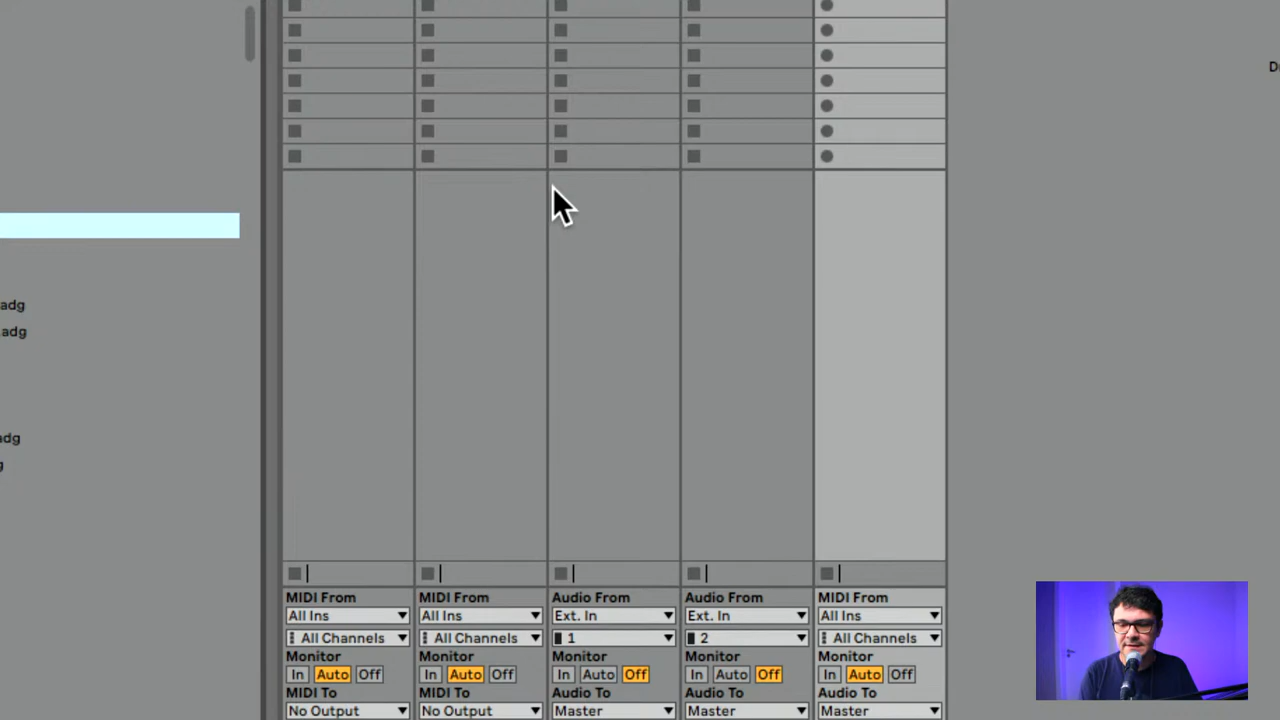 D
adg
adg
adg
g
MIDI From MIDI From Audio From Audio From MIDI From
All Ins All Ins Ext. In Ext. In All Ins
All Channels All Channels 1 2 All Channels
Monitor Monitor Monitor Monitor Monitor
In Auto Off In Auto Off In Auto Off In Auto Off In Auto Off
MIDI To MIDI To Audio To Audio To Audio To
No Output No Output Master Master Master